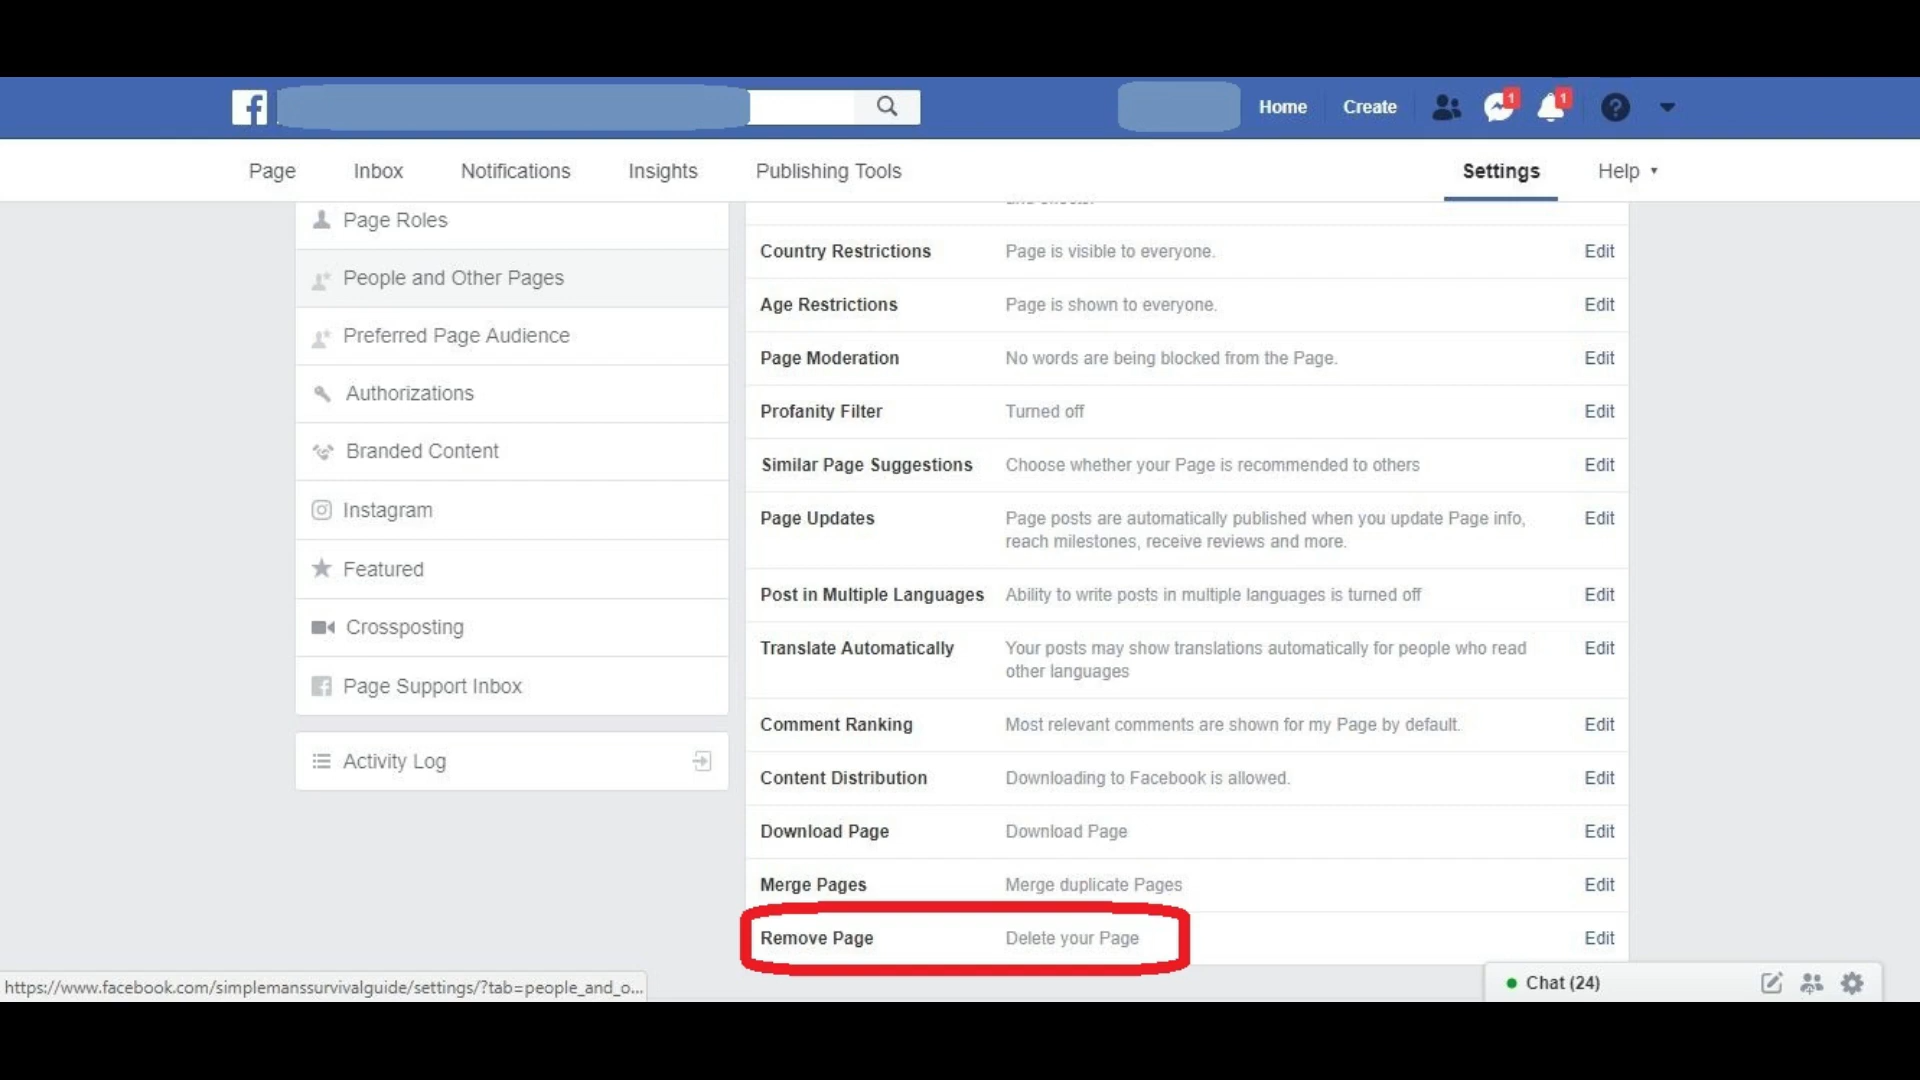 Home Create 1 1
Page Inbox Notifications Insights Publishing Tools Settings Help
Page Roles
People and Other Pages
Preferred Page Audience
Authorizations
Branded Content
Instagram
Featured
Crossposting
Page Support Inbox
Activity Log
Country Restrictions Page is visible to everyone. Edit
Age Restrictions Page is shown to everyone. Edit
Page Moderation No words are being blocked from the Page. Edit
Profanity Filter Turned off Edit
Similar Page Suggestions Choose whether your Page is recommended to others Edit
Page Updates Page posts are automatically published when you update Page info, Edit
reach milestones, receive reviews and more.
Post in Multiple Languages Ability to write posts in multiple languages is turned off Edit
Translate Automatically Your posts may show translations automatically for people who read Edit
other languages
Comment Ranking Most relevant comments are shown for my Page by default. Edit
Content Distribution Downloading to Facebook is allowed. Edit
Download Page Download Page Edit
Merge Pages Merge duplicate Pages Edit
Remove Page Delete your Page Edit
https://www.facebook.com/simplemanssurvivalguide/settings/?tab=people_and_o...
Chat (24)